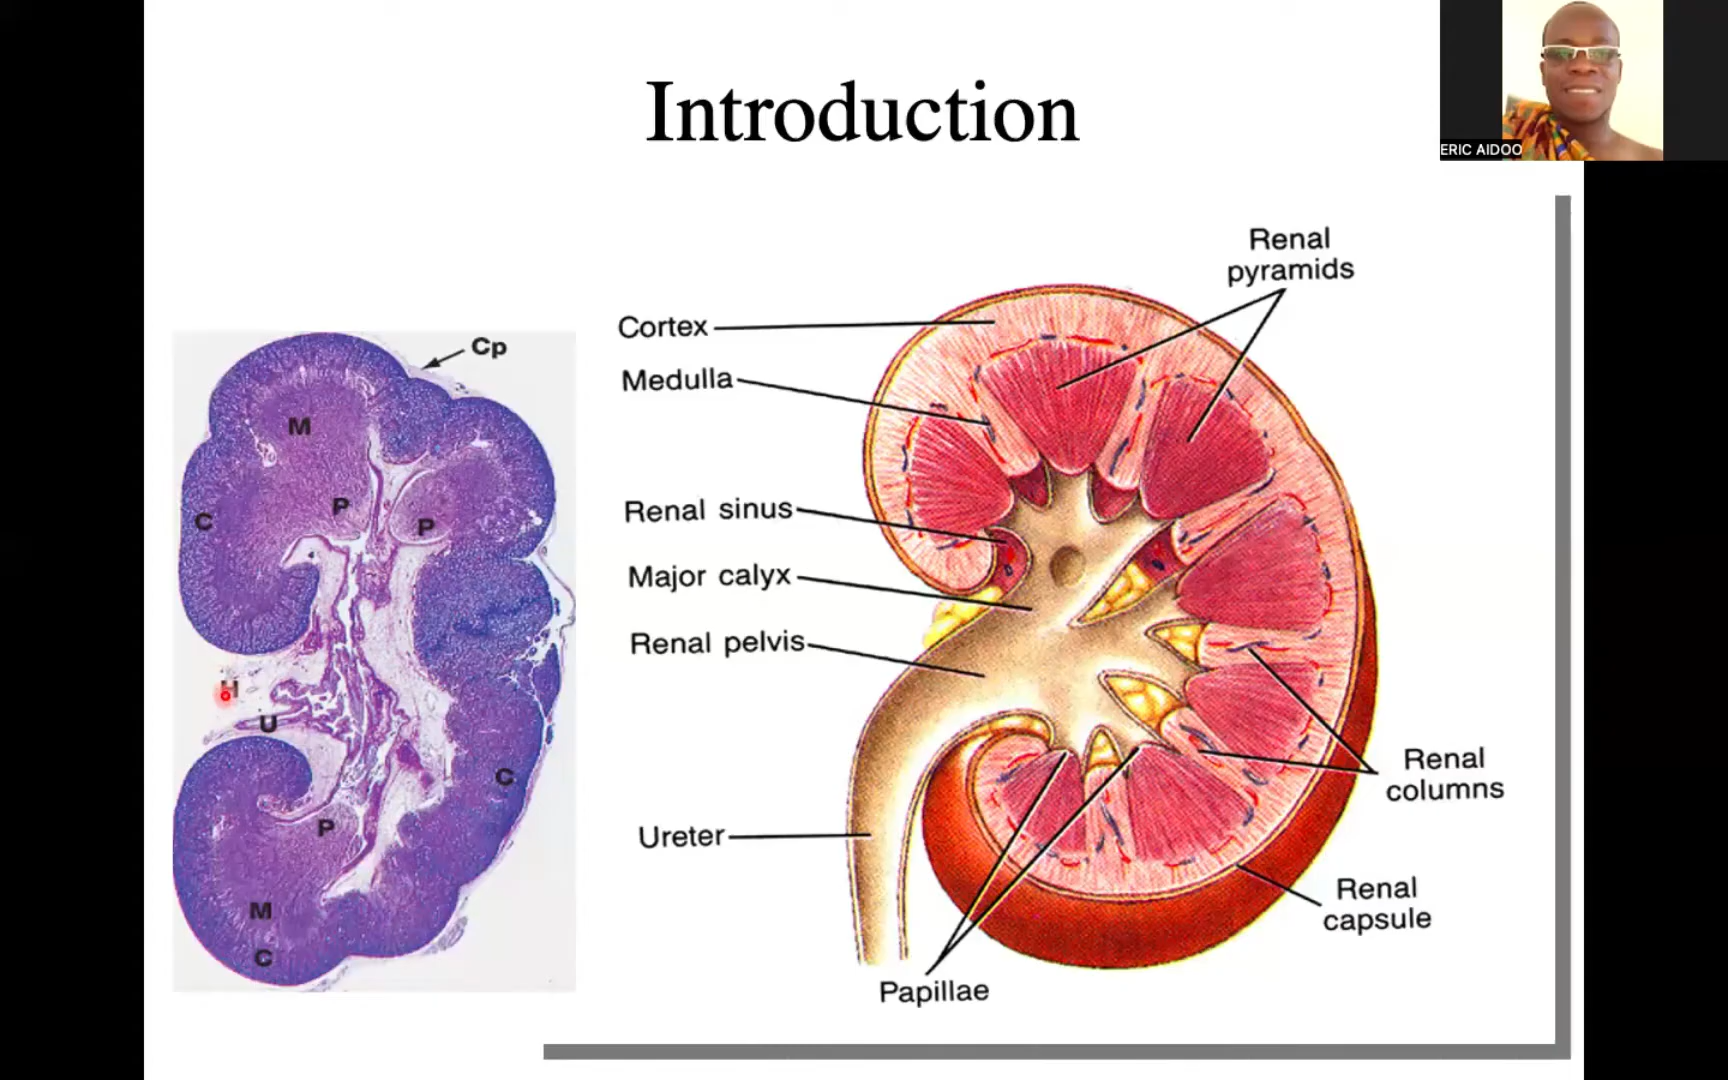 Introduction
ERIC AIDOO
Cp
M
P
P
C
H
U
C
P
M
C
Renal
pyramids
Cortex
Medulla
Renal sinus
Major calyx
Renal pelvis
Ureter
Renal
columns
Renal
capsule
Papillae